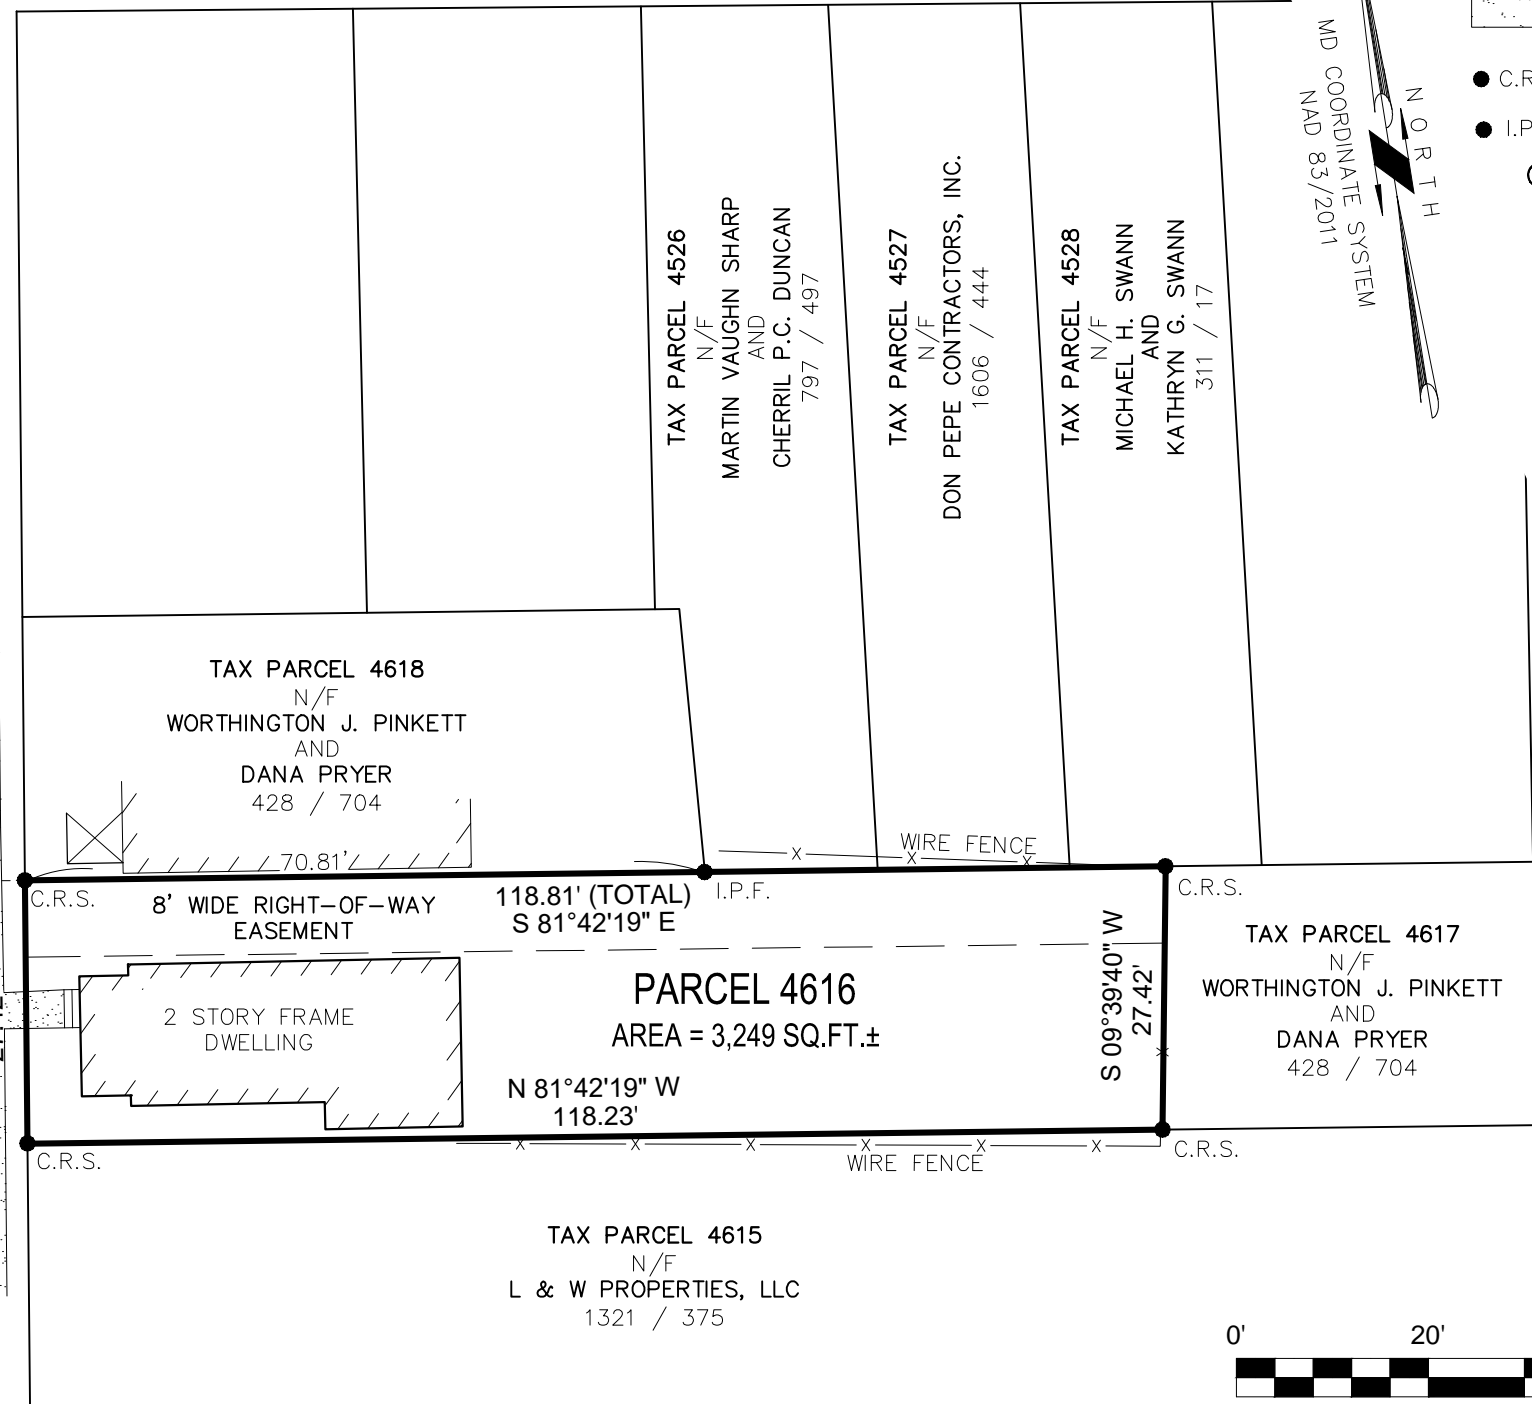 MD COORDINATE SYSTEM
NAD 83/2011
NORTH
● C.R
● I.P
TAX PARCEL 4526
N/F
MARTIN VAUGHN SHARP
AND
CHERRIL P.C. DUNCAN
797 / 497
TAX PARCEL 4527
N/F
DON PEPE CONTRACTORS, INC.
1606 / 444
TAX PARCEL 4528
N/F
MICHAEL H. SWANN
AND
KATHRYN G. SWANN
311 / 17
TAX PARCEL 4618
N/F
WORTHINGTON J. PINKETT
AND
DANA PRYER
428 / 704
70.81'
WIRE FENCE
C.R.S.
I.P.F.
C.R.S.
8' WIDE RIGHT-OF-WAY
EASEMENT
118.81' (TOTAL)
S 81°42'19" E
PARCEL 4616
AREA = 3,249 SQ.FT.±
2 STORY FRAME
DWELLING
S 09°39'40" W
27.42'
TAX PARCEL 4617
N/F
WORTHINGTON J. PINKETT
AND
DANA PRYER
428 / 704
N 81°42'19" W
118.23'
C.R.S.
WIRE FENCE
C.R.S.
TAX PARCEL 4615
N/F
L & W PROPERTIES, LLC
1321 / 375
0' 20'